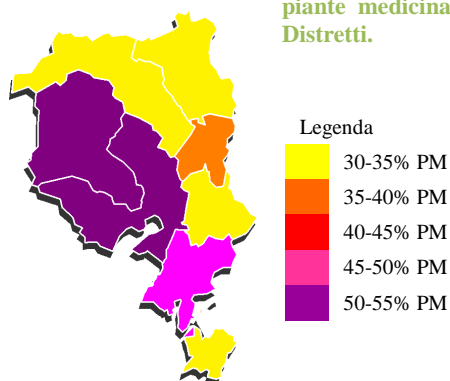 piante medicina
Distretti.
Legenda
30-35% PM
35-40% PM
40-45% PM
45-50% PM
50-55% PM